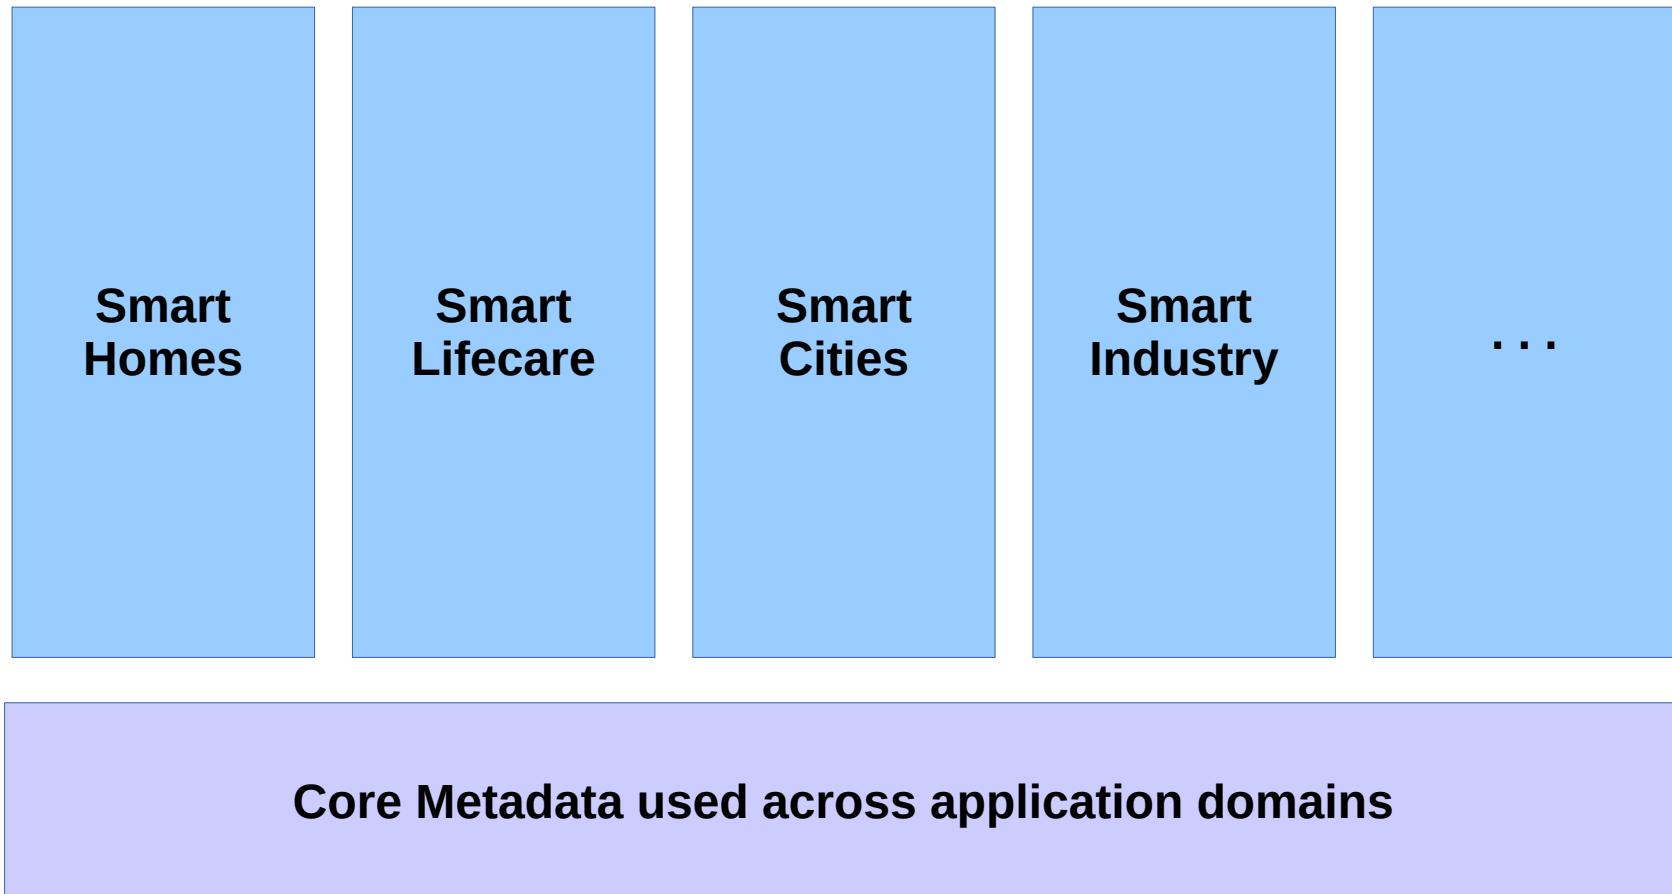 Smart
Homes
Smart
Lifecare
Smart
Cities
Smart
Industry
...
Core Metadata used across application domains